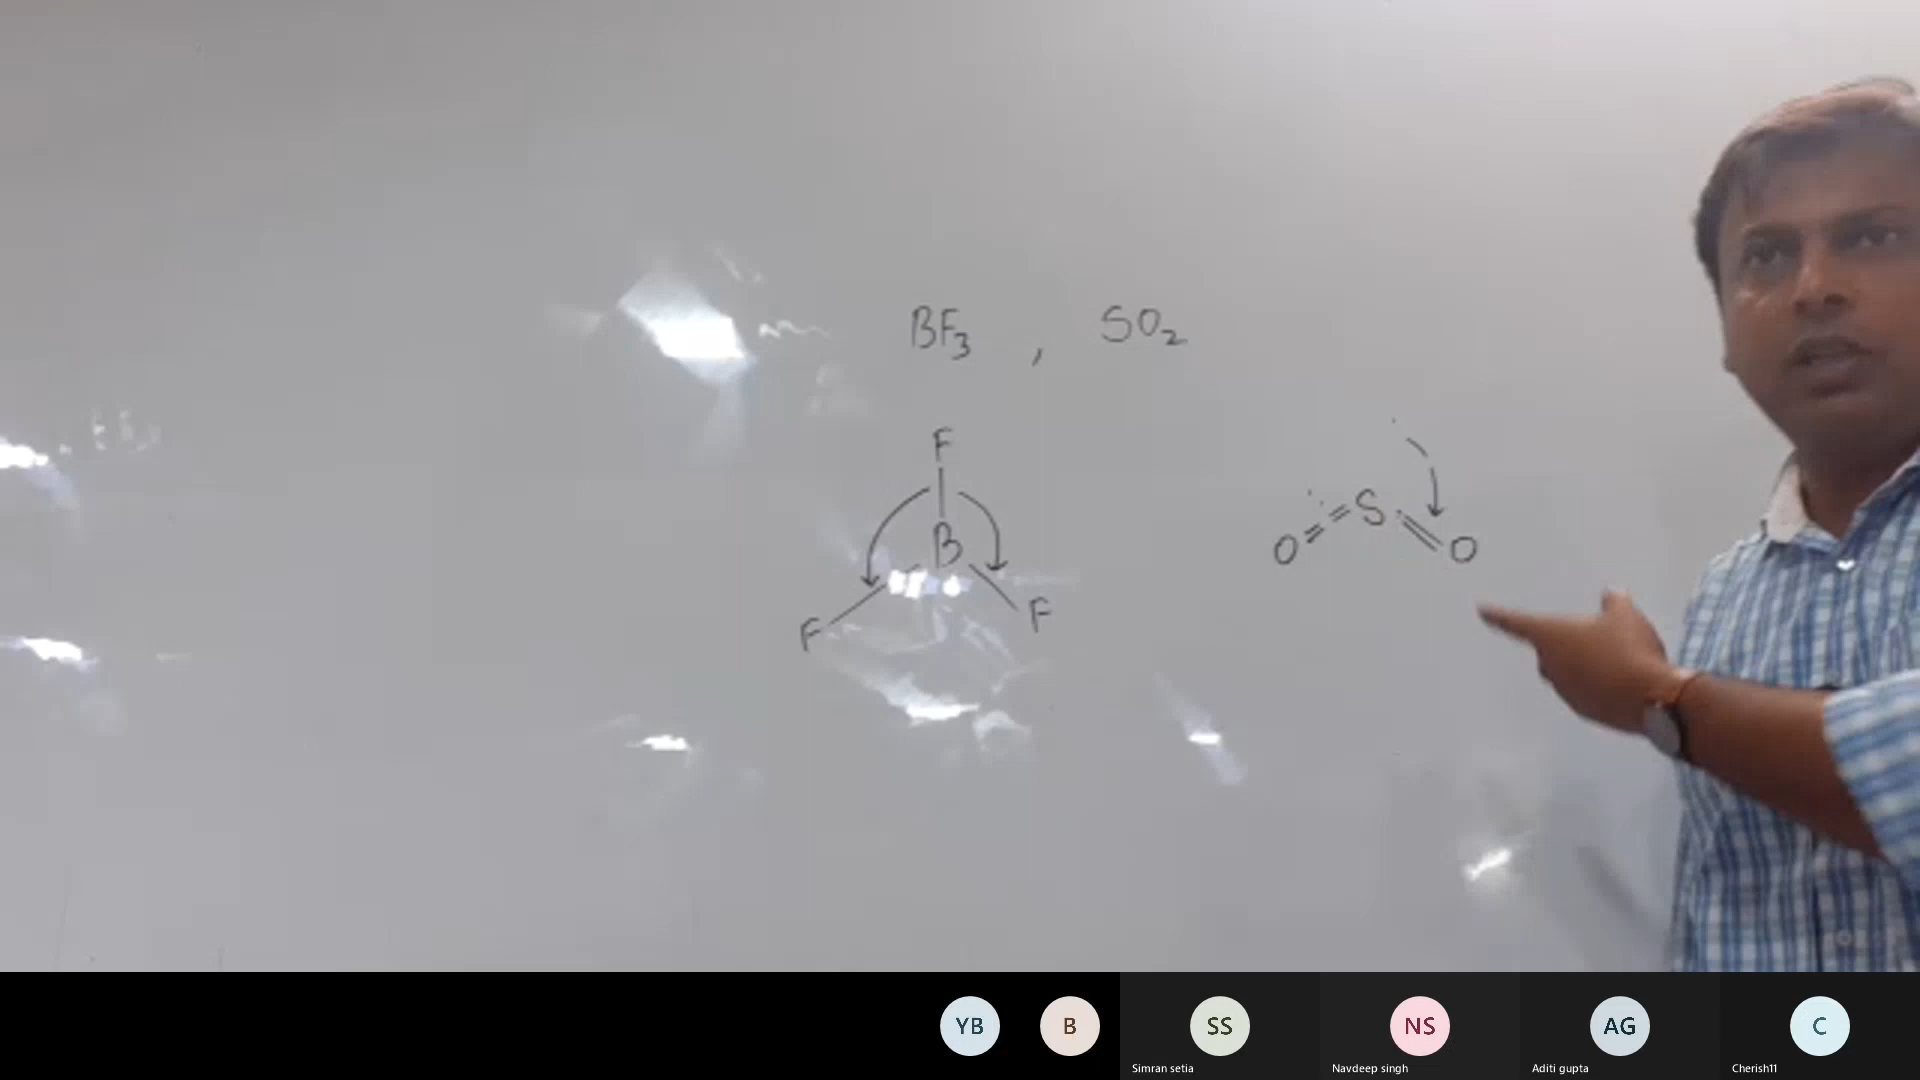 BF3 , SO2
F
B
F F
O=S=O
YB B SS NS AG C
Simran setia Navdeep singh Aditi gupta Cherish11